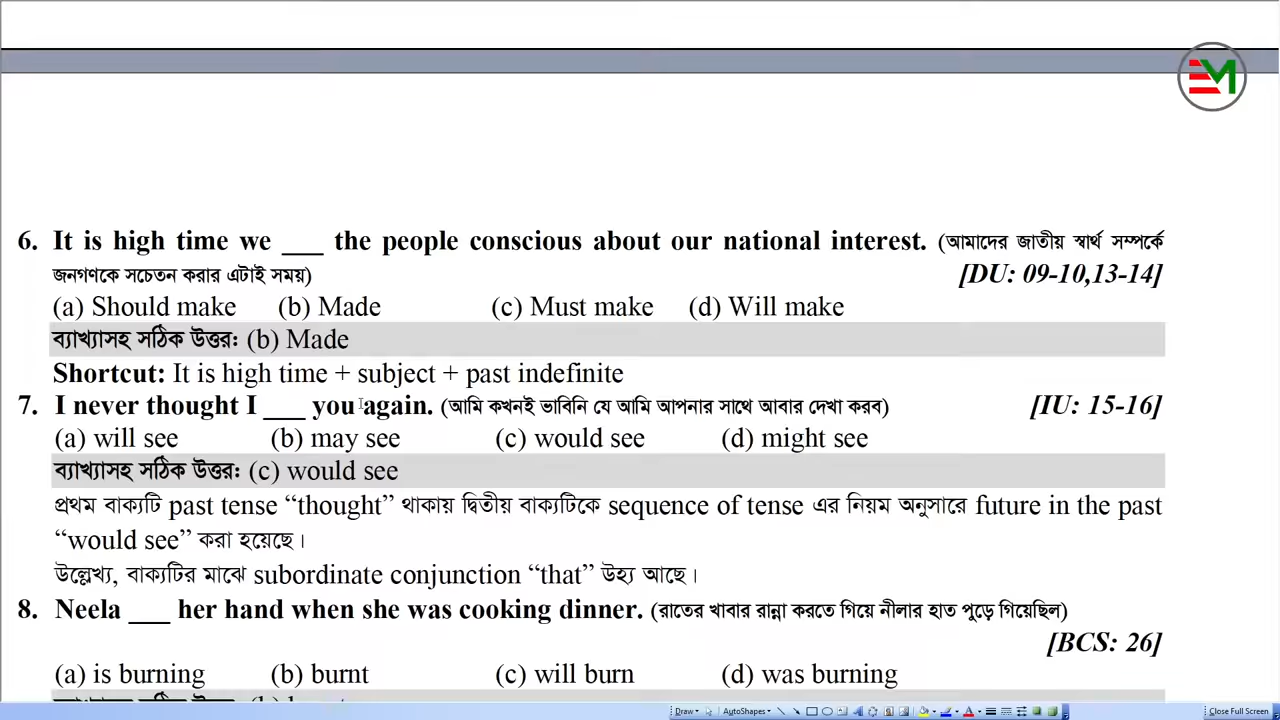 EM
6. It is high time we ___ the people conscious about our national interest. (আমাদের জাতীয় স্বার্থ সম্পর্কে
জনগণকে সচেতন করার এটাই সময়) [DU: 09-10,13-14]
(a) Should make (b) Made (c) Must make (d) Will make
ব্যাখ্যাসহ সঠিক উত্তর: (b) Made
Shortcut: It is high time + subject + past indefinite
7. I never thought I ___ you again. (আমি কখনই ভাবিনি যে আমি আপনার সাথে আবার দেখা করব) [IU: 15-16]
(a) will see (b) may see (c) would see (d) might see
ব্যাখ্যাসহ সঠিক উত্তর: (c) would see
প্রথম বাক্যটি past tense “thought” থাকায় দ্বিতীয় বাক্যটিকে sequence of tense এর নিয়ম অনুসারে future in the past
“would see” করা হয়েছে।
উল্লেখ্য, বাক্যটির মাঝে subordinate conjunction “that” উহ্য আছে।
8. Neela ___ her hand when she was cooking dinner. (রাতের খাবার রান্না করতে গিয়ে নীলার হাত পুড়ে গিয়েছিল)
[BCS: 26]
(a) is burning (b) burnt (c) will burn (d) was burning
Draw AutoShapes Close Full Screen